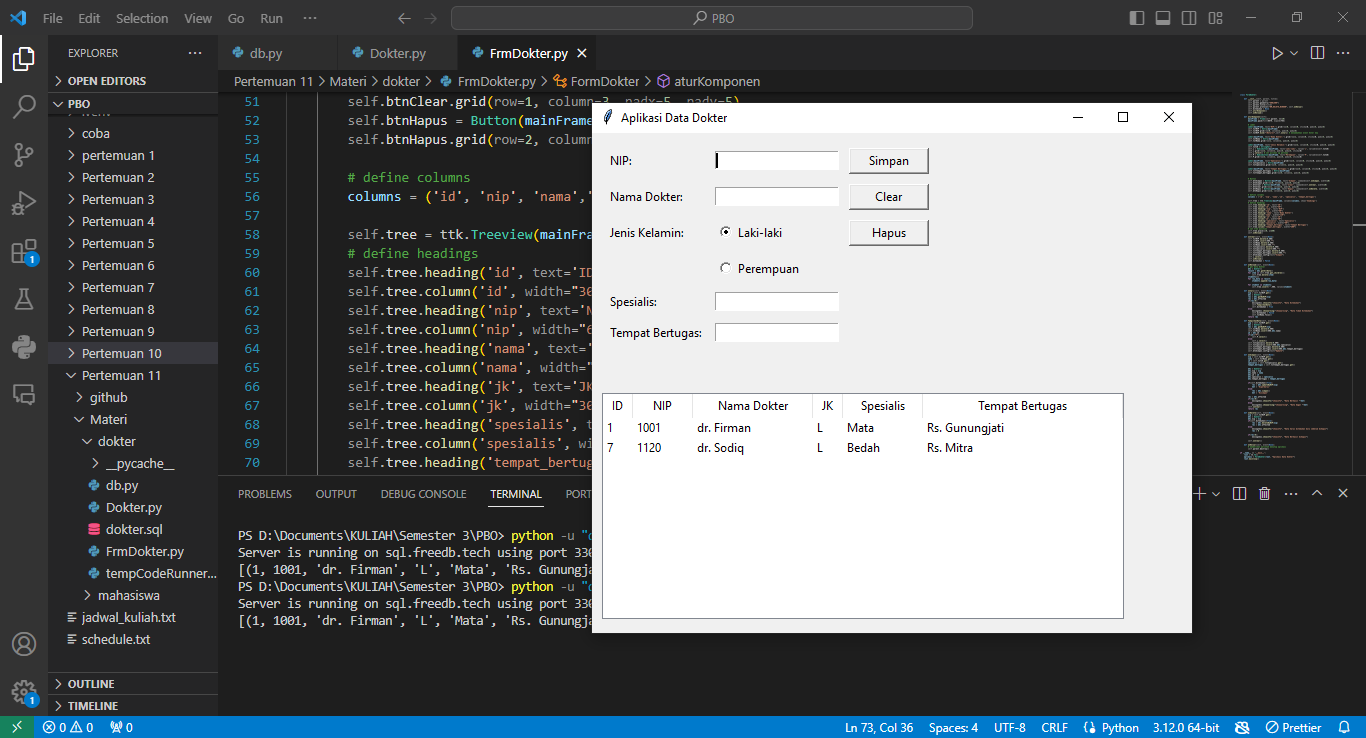 File Edit Selection View Go Run ···
PBO
EXPLORER
OPEN EDITORS
PBO
coba
pertemuan 1
Pertemuan 2
Pertemuan 3
Pertemuan 4
Pertemuan 5
Pertemuan 6
Pertemuan 7
Pertemuan 8
Pertemuan 9
Pertemuan 10
Pertemuan 11
github
Materi
dokter
__pycache__
db.py
Dokter.py
dokter.sql
FrmDokter.py
tempCodeRunner...
mahasiswa
jadwal_kuliah.txt
schedule.txt
OUTLINE
TIMELINE
db.py Dokter.py FrmDokter.py
Pertemuan 11 > Materi > dokter > FrmDokter.py > FormDokter > aturKomponen
51 self.btnClear.grid(row=1, column=3, padx=5, pady=5)
52 self.btnHapus = Button(mainFrame
53 self.btnHapus.grid(row=2, colum
54
55 # define columns
56 columns = ('id', 'nip', 'nama','
57
58 self.tree = ttk.Treeview(mainFra
59 # define headings
60 self.tree.heading('id', text='ID
61 self.tree.column('id', width="30
62 self.tree.heading('nip', text='N
63 self.tree.column('nip', width="6
64 self.tree.heading('nama', text='
65 self.tree.column('nama', width="
66 self.tree.heading('jk', text='JK
67 self.tree.column('jk', width="30
68 self.tree.heading('spesialis', t
69 self.tree.column('spesialis', wi
70 self.tree.heading('tempat_bertug
Aplikasi Data Dokter
NIP: Simpan
Nama Dokter: Clear
Jenis Kelamin: Laki-laki Hapus
Perempuan
Spesialis:
Tempat Bertugas:
ID NIP Nama Dokter JK Spesialis Tempat Bertugas
1 1001 dr. Firman L Mata Rs. Gunungjati
7 1120 dr. Sodiq L Bedah Rs. Mitra
PROBLEMS OUTPUT DEBUG CONSOLE TERMINAL PORT
PS D:\Documents\KULIAH\Semester 3\PBO> python -u "d
Server is running on sql.freedb.tech using port 330
[(1, 1001, 'dr. Firman', 'L', 'Mata', 'Rs. Gunungja
PS D:\Documents\KULIAH\Semester 3\PBO> python -u "d
Server is running on sql.freedb.tech using port 330
[(1, 1001, 'dr. Firman', 'L', 'Mata', 'Rs. Gunungja
0 0 0 Ln 73, Col 36 Spaces: 4 UTF-8 CRLF Python 3.12.0 64-bit Prettier